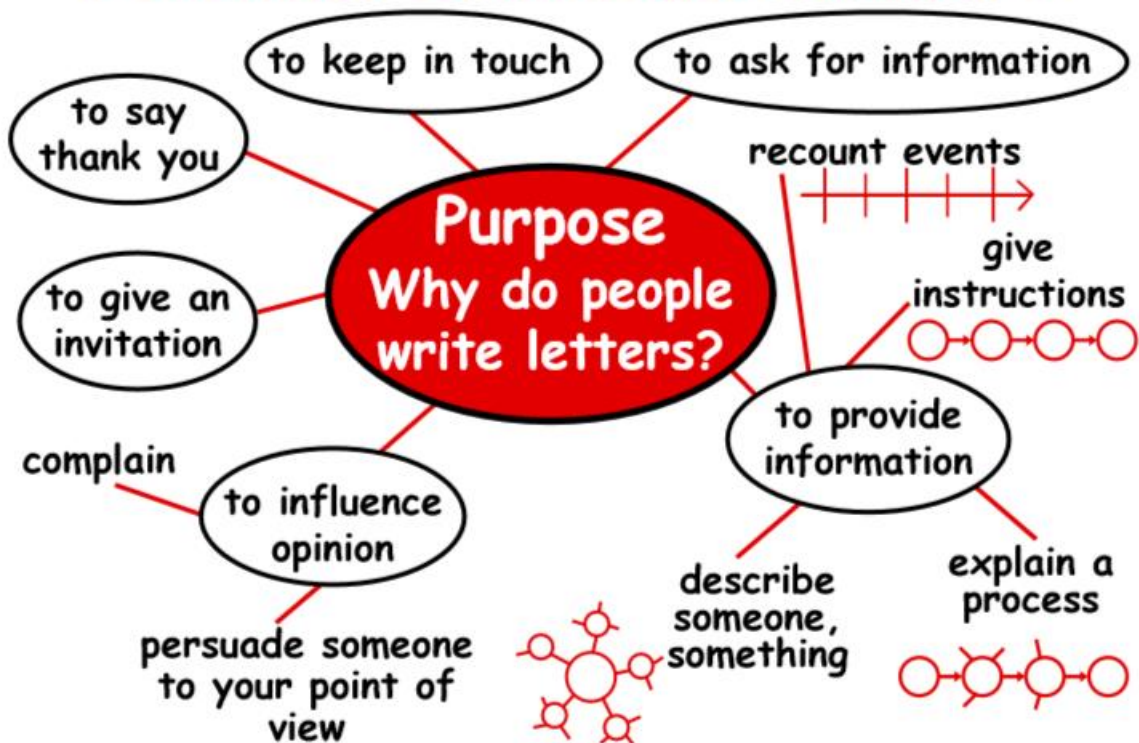 to keep in touch
to ask for information
to say
thank you
recount events
Purpose
Why do people
write letters?
give
instructions
to give an
invitation
to provide
information
complain
to influence
opinion
describe
someone,
something
explain a
process
persuade someone
to your point of
view